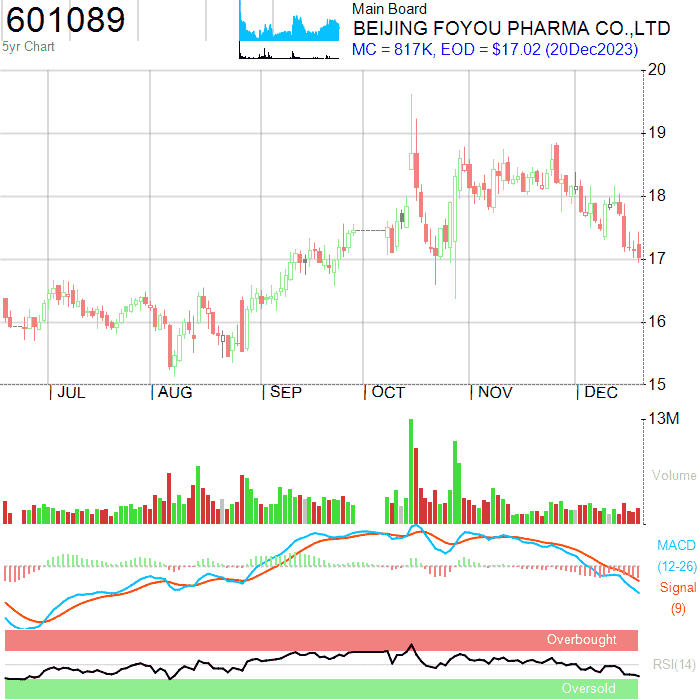 601089
5yr Chart
Main Board
BEIJING FOYOU PHARMA CO.,LTD
MC = 817K, EOD = $17.02 (20Dec2023)
20
19
18
17
16
15
JUL
AUG
SEP
OCT
NOV
DEC
13M
Volume
MACD
(12-26)
Signal
(9)
Overbought
RSI(14)
Oversold